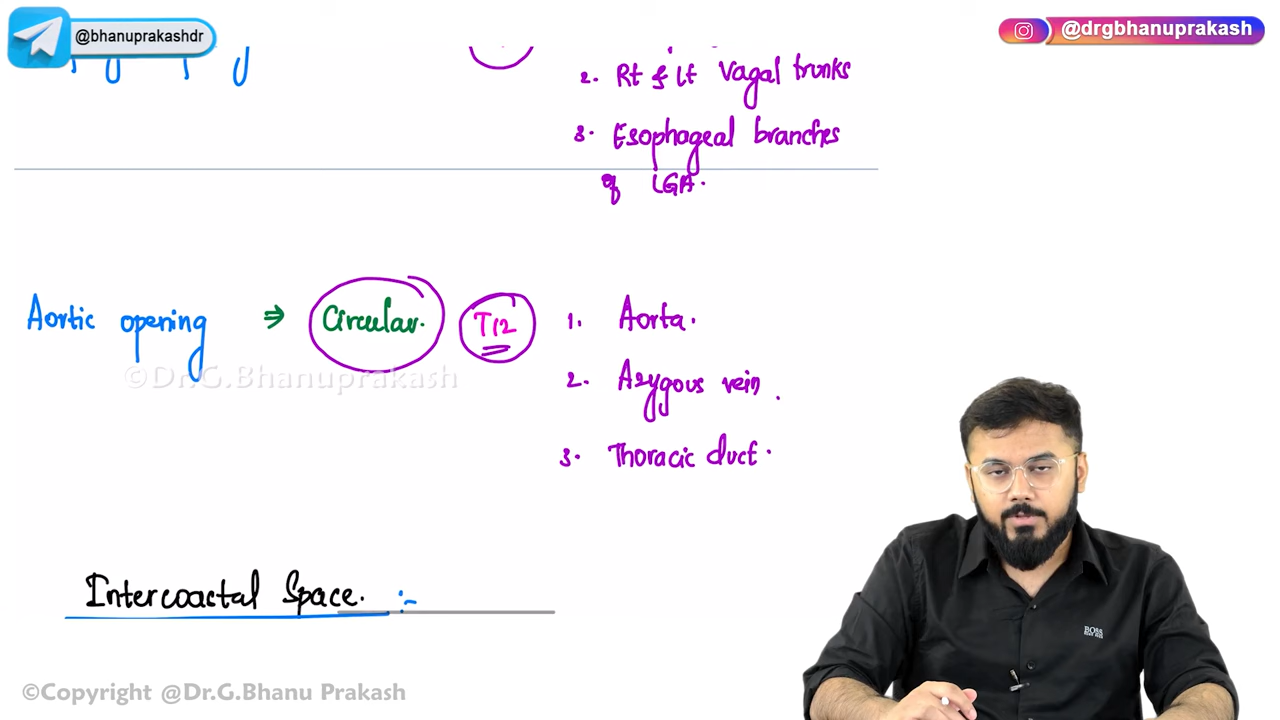 @bhanuprakashdr
@drgbhanuprakash
2. Rt & Lt Vagal trunks
3. Esophageal branches
of LGA.
Aortic opening ⇒ Circular. T12 1. Aorta.
©Dr.G.Bhanuprakash
2. Azygous vein.
3. Thoracic duct.
Intercoactal Space. :-
BOSS
©Copyright @Dr.G.Bhanu Prakash